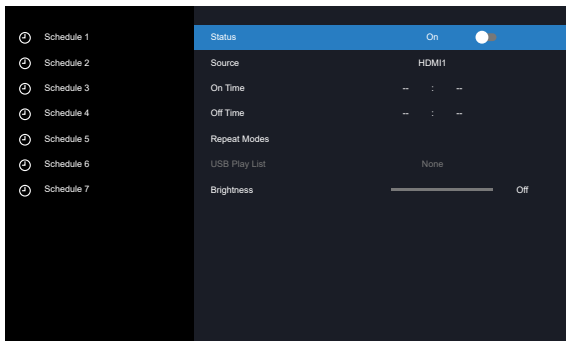 Schedule 1
Schedule 2
Schedule 3
Schedule 4
Schedule 5
Schedule 6
Schedule 7
Status On
Source HDMI1
On Time -- : --
Off Time -- : --
Repeat Modes
USB Play List None
Brightness Off